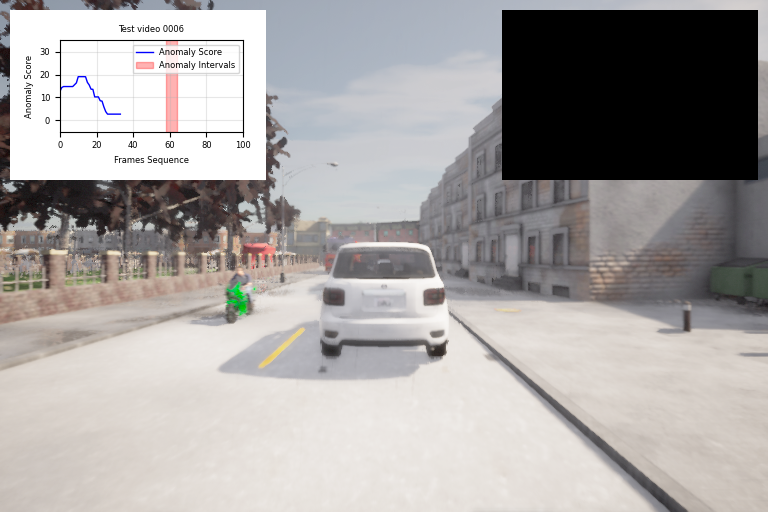 Test video 0006
Anomaly Score
30
20
10
0
Anomaly Score
Anomaly Intervals
0 20 40 60 80 100
Frames Sequence